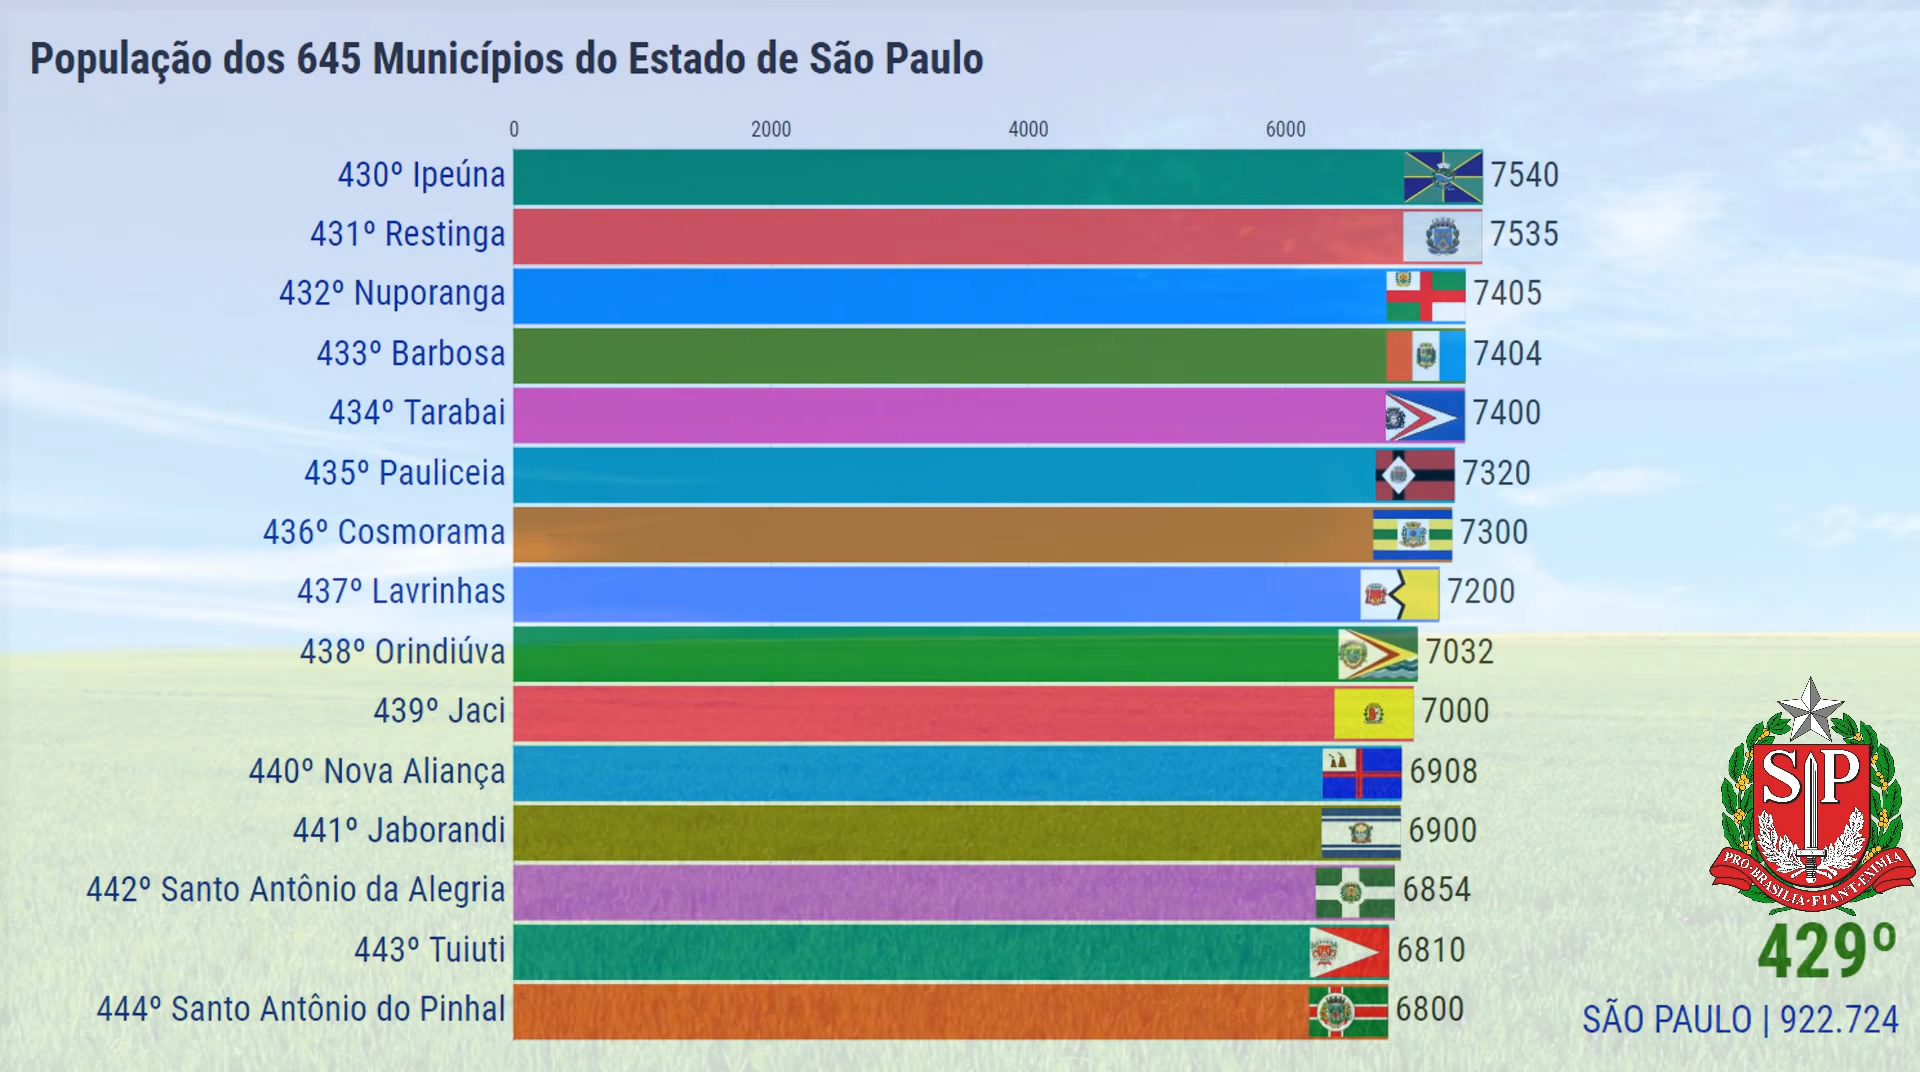 População dos 645 Municípios do Estado de São Paulo
0 2000 4000 6000
430º Ipeúna 7540
431º Restinga 7535
432º Nuporanga 7405
433º Barbosa 7404
434º Tarabai 7400
435º Pauliceia 7320
436º Cosmorama 7300
437º Lavrinhas 7200
438º Orindiúva 7032
439º Jaci 7000
440º Nova Aliança 6908
441º Jaborandi 6900
442º Santo Antônio da Alegria 6854
443º Tuiuti 6810
444º Santo Antônio do Pinhal 6800
SP
PRO·BRASILIA·FIANT·EXIMIA
429º
SÃO PAULO | 922.724